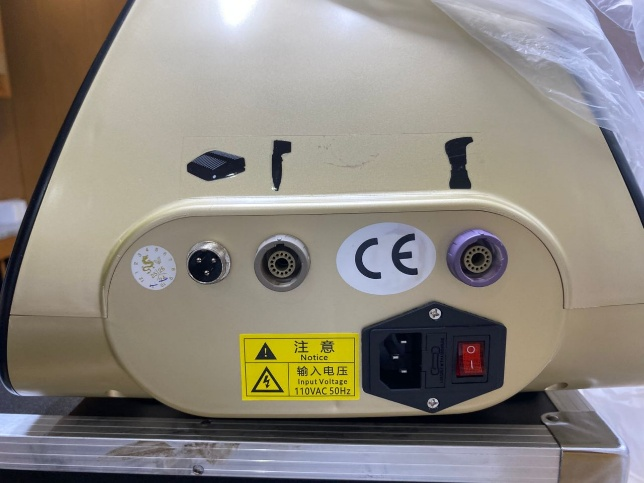 CE
注意
Notice
输入电压
Input Voltage
110VAC 50Hz